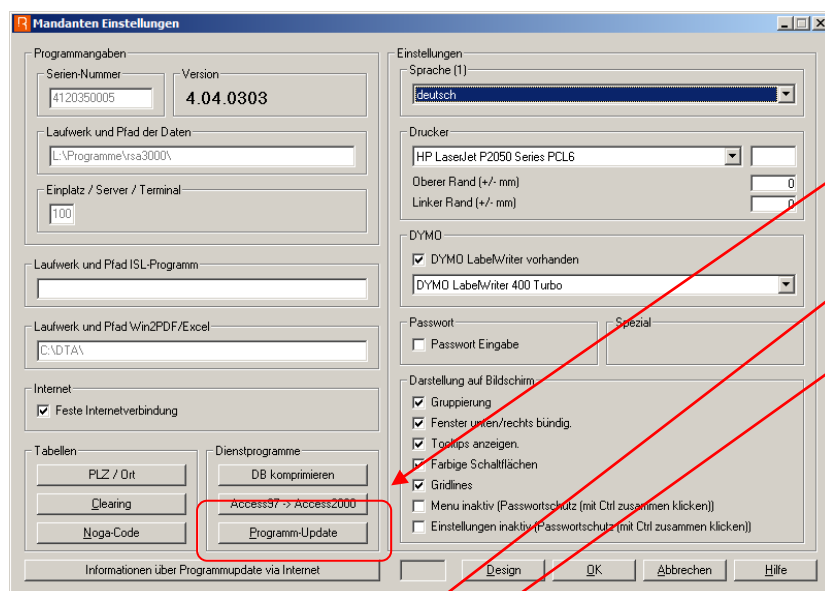 Mandanten Einstellungen
Programmangaben
Serien-Nummer
4120350005
Version
4.04.0303
Laufwerk und Pfad der Daten
L:\Programme\rsa3000\
Einplatz / Server / Terminal
100
Laufwerk und Pfad ISL-Programm
Laufwerk und Pfad Win2PDF/Excel
C:\DTA\
Internet
Feste Internetverbindung
Tabellen
PLZ / Ort
Clearing
Noga-Code
Dienstprogramme
DB komprimieren
Access97 -> Access2000
Programm-Update
Informationen über Programmupdate via Internet
Einstellungen
Sprache (1)
deutsch
Drucker
HP LaserJet P2050 Series PCL6
Oberer Rand (+/- mm) 0
Linker Rand (+/- mm) 0
DYMO
DYMO LabelWriter vorhanden
DYMO LabelWriter 400 Turbo
Passwort
Passwort Eingabe
Spezial
Darstellung auf Bildschirm
Gruppierung
Fenster unten/rechts bündig.
Tooltips anzeigen.
Farbige Schaltflächen
Gridlines
Menu inaktiv (Passwortschutz (mit Ctrl zusammen klicken))
Einstellungen inaktiv (Passwortschutz (mit Ctrl zusammen klicken))
Design OK Abbrechen Hilfe